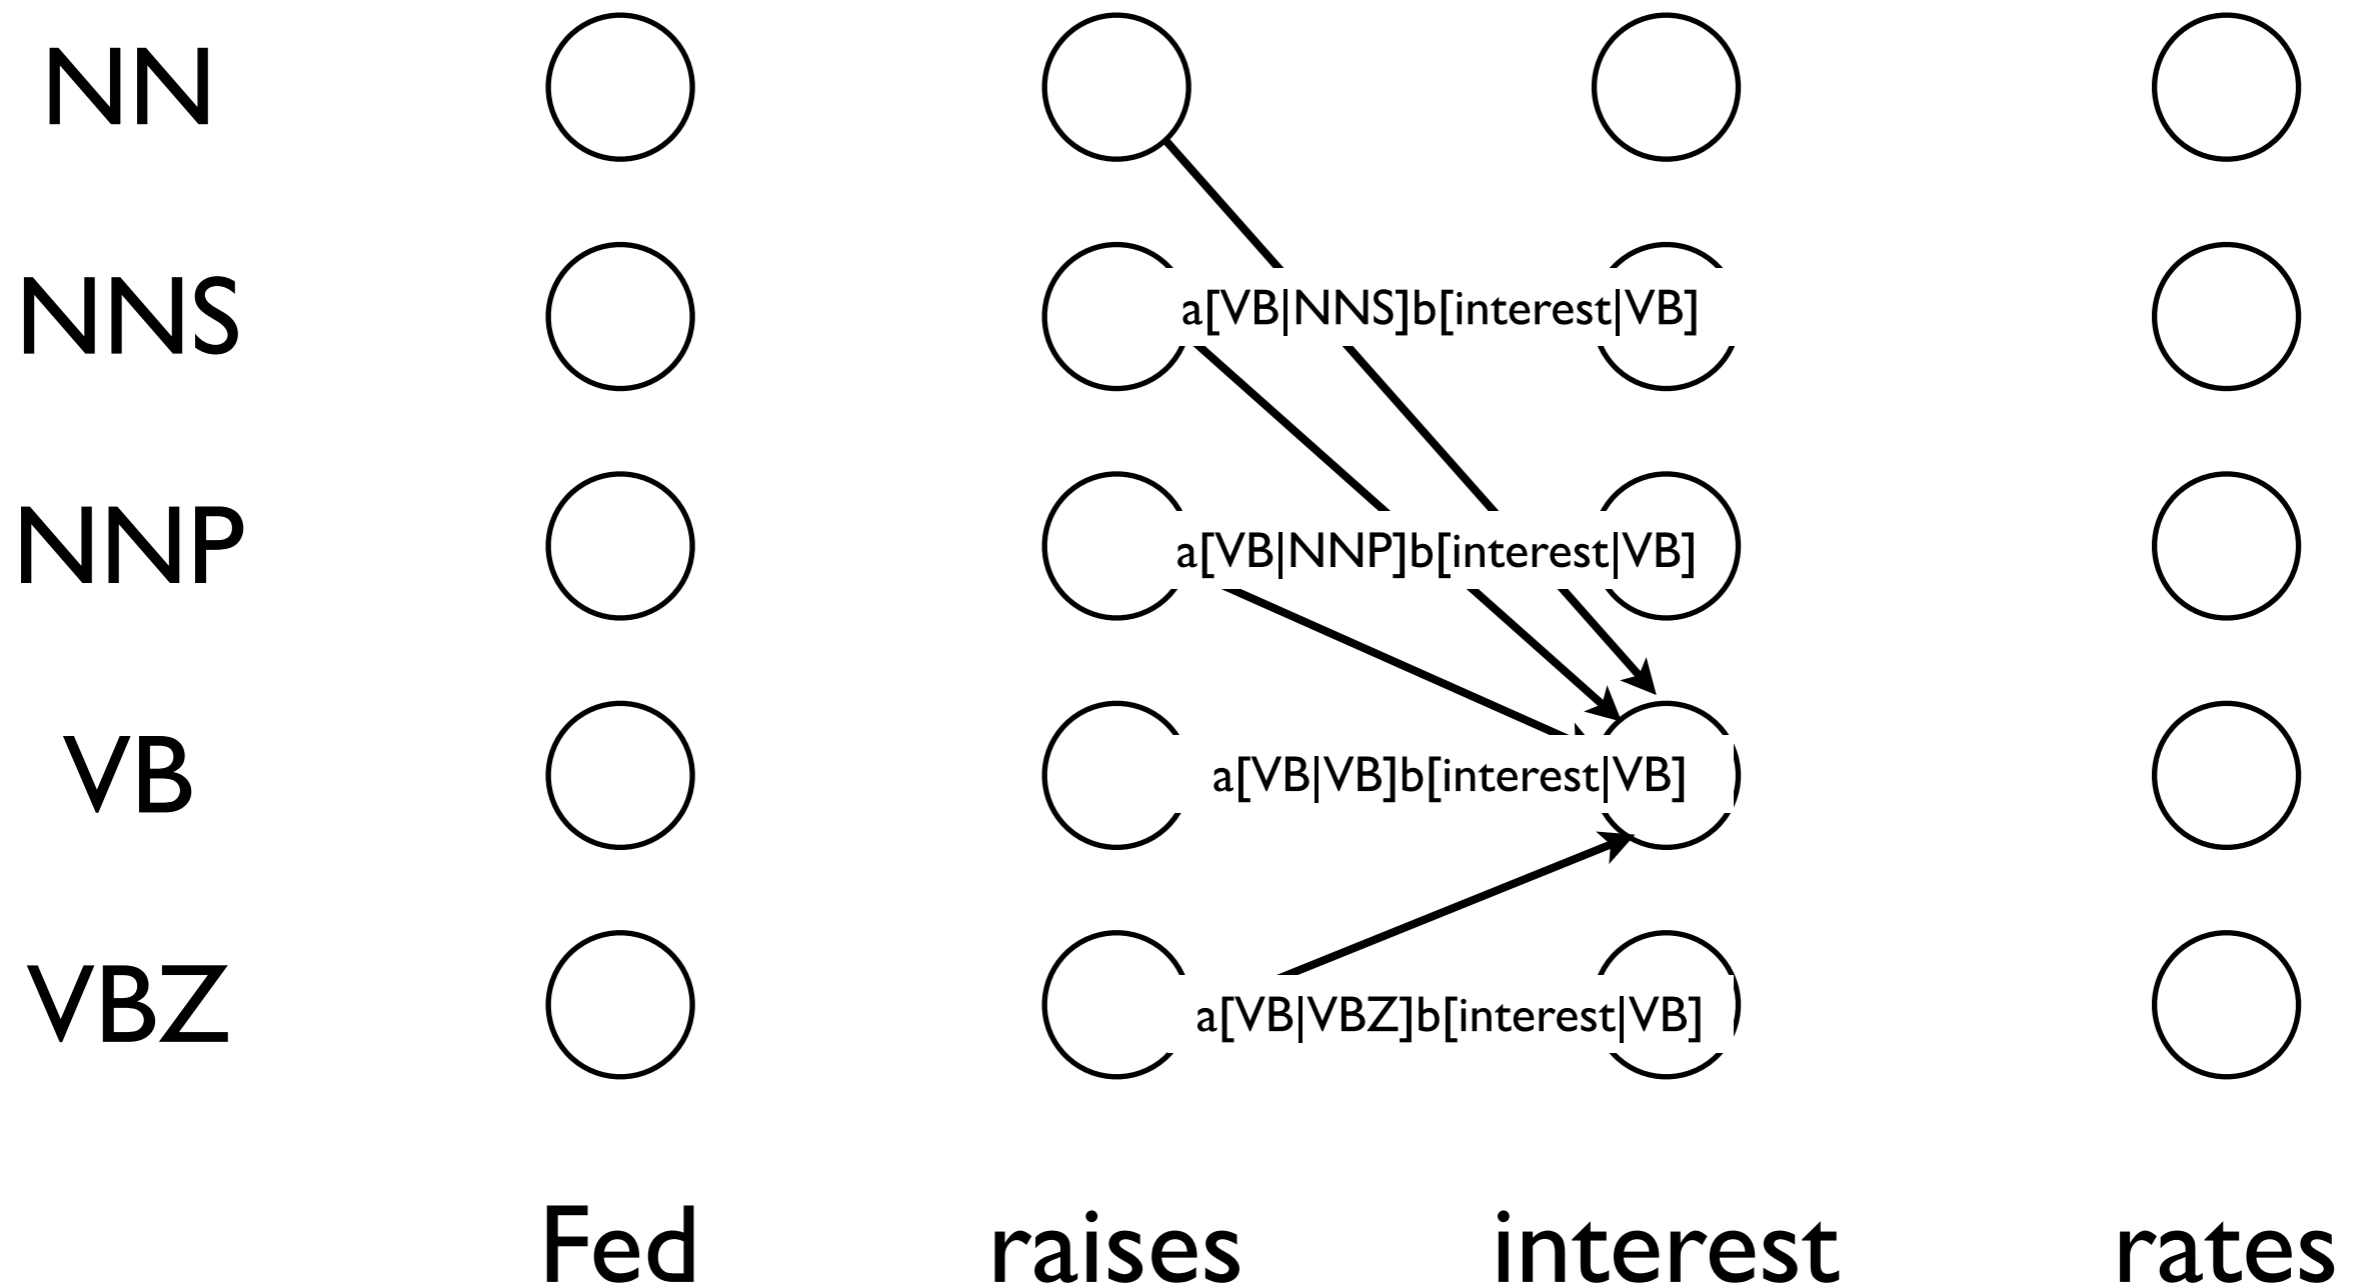 NN
NNS
a[VB|NNS]b[interest|VB]
NNP
a[VB|NNP]b[interest|VB]
VB
a[VB|VB]b[interest|VB]
VBZ
a[VB|VBZ]b[interest|VB]
Fed raises interest rates